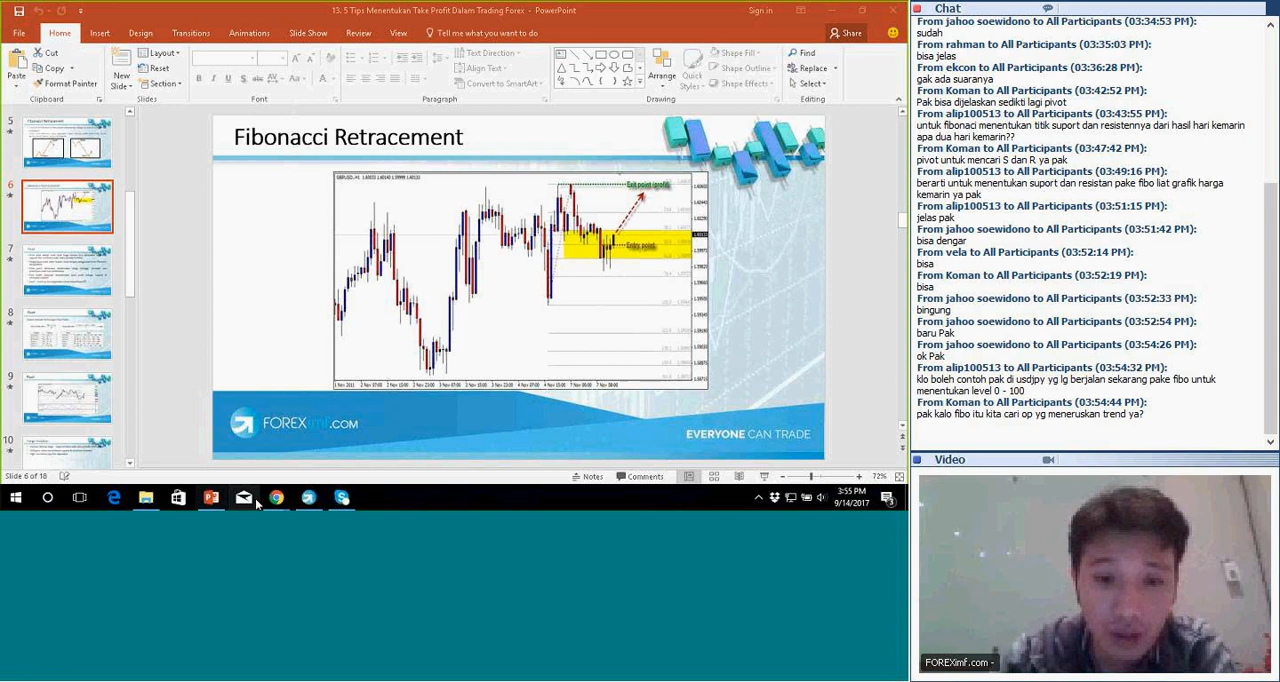 13. 5 Tips Menentukan Take Profit Dalam Trading Forex - PowerPoint
Sign in
File Home Insert Design Transitions Animations Slide Show Review View Tell me what you want to do Share
Paste
Cut
Copy
Format Painter
New Slide
Layout
Reset
Section
Text Direction
Align Text
Convert to SmartArt
Arrange
Quick Styles
Shape Fill
Shape Outline
Shape Effects
Find
Replace
Select
Clipboard Slides Font Paragraph Drawing Editing
5
6
7
8
9
10
Fibonacci Retracement
Exit point (profit)
Entry point
FOREXimf.COM
EVERYONE CAN TRADE
Slide 6 of 18
Notes
Comments
72%
3:55 PM
9/14/2017
Chat
From jahoo soewidono to All Participants (03:34:53 PM):
sudah
From rahman to All Participants (03:35:03 PM):
bisa jelas
From ekcon to All Participants (03:36:28 PM):
gak ada suaranya
From Koman to All Participants (03:42:52 PM):
Pak bisa dijelaskan sedikti lagi pivot
From alip100513 to All Participants (03:43:55 PM):
untuk fibonaci menentukan titik suport dan resistennya dari hasil hari kemarin
apa dua hari kemarin??
From Koman to All Participants (03:47:42 PM):
pivot untuk mencari S dan R ya pak
From alip100513 to All Participants (03:49:16 PM):
berarti untuk menentukan suport dan resistan pake fibo liat grafik harga
kemarin ya pak
From alip100513 to All Participants (03:51:15 PM):
jelas pak
From jahoo soewidono to All Participants (03:51:42 PM):
bisa dengar
From vela to All Participants (03:52:14 PM):
bisa
From Koman to All Participants (03:52:19 PM):
bisa
From jahoo soewidono to All Participants (03:52:33 PM):
bingung
From jahoo soewidono to All Participants (03:52:54 PM):
baru Pak
From jahoo soewidono to All Participants (03:54:26 PM):
ok Pak
From alip100513 to All Participants (03:54:32 PM):
klo boleh contoh pak di usdjpy yg lg berjalan sekarang pake fibo untuk
menentukan level 0 - 100
From Koman to All Participants (03:54:44 PM):
pak kalo fibo itu kita cari op yg meneruskan trend ya?
Video
FOREXimf.com -